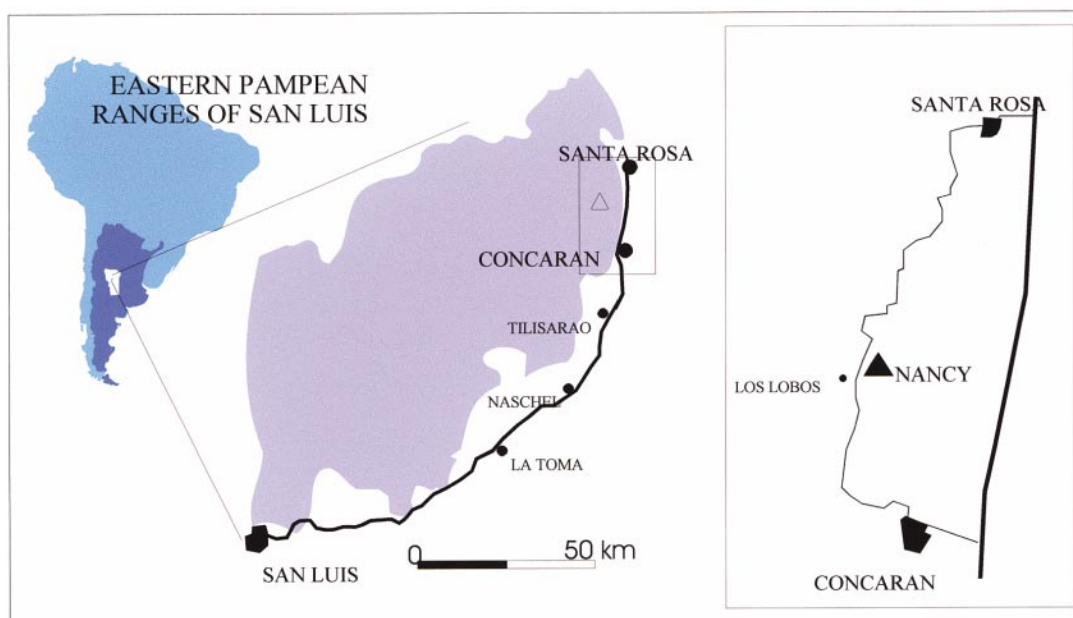 EASTERN PAMPEAN
RANGES OF SAN LUIS
SANTA ROSA
CONCARAN
TILISARAO
NASCHEL
LA TOMA
0
50 km
SAN LUIS
SANTA ROSA
LOS LOBOS
NANCY
CONCARAN